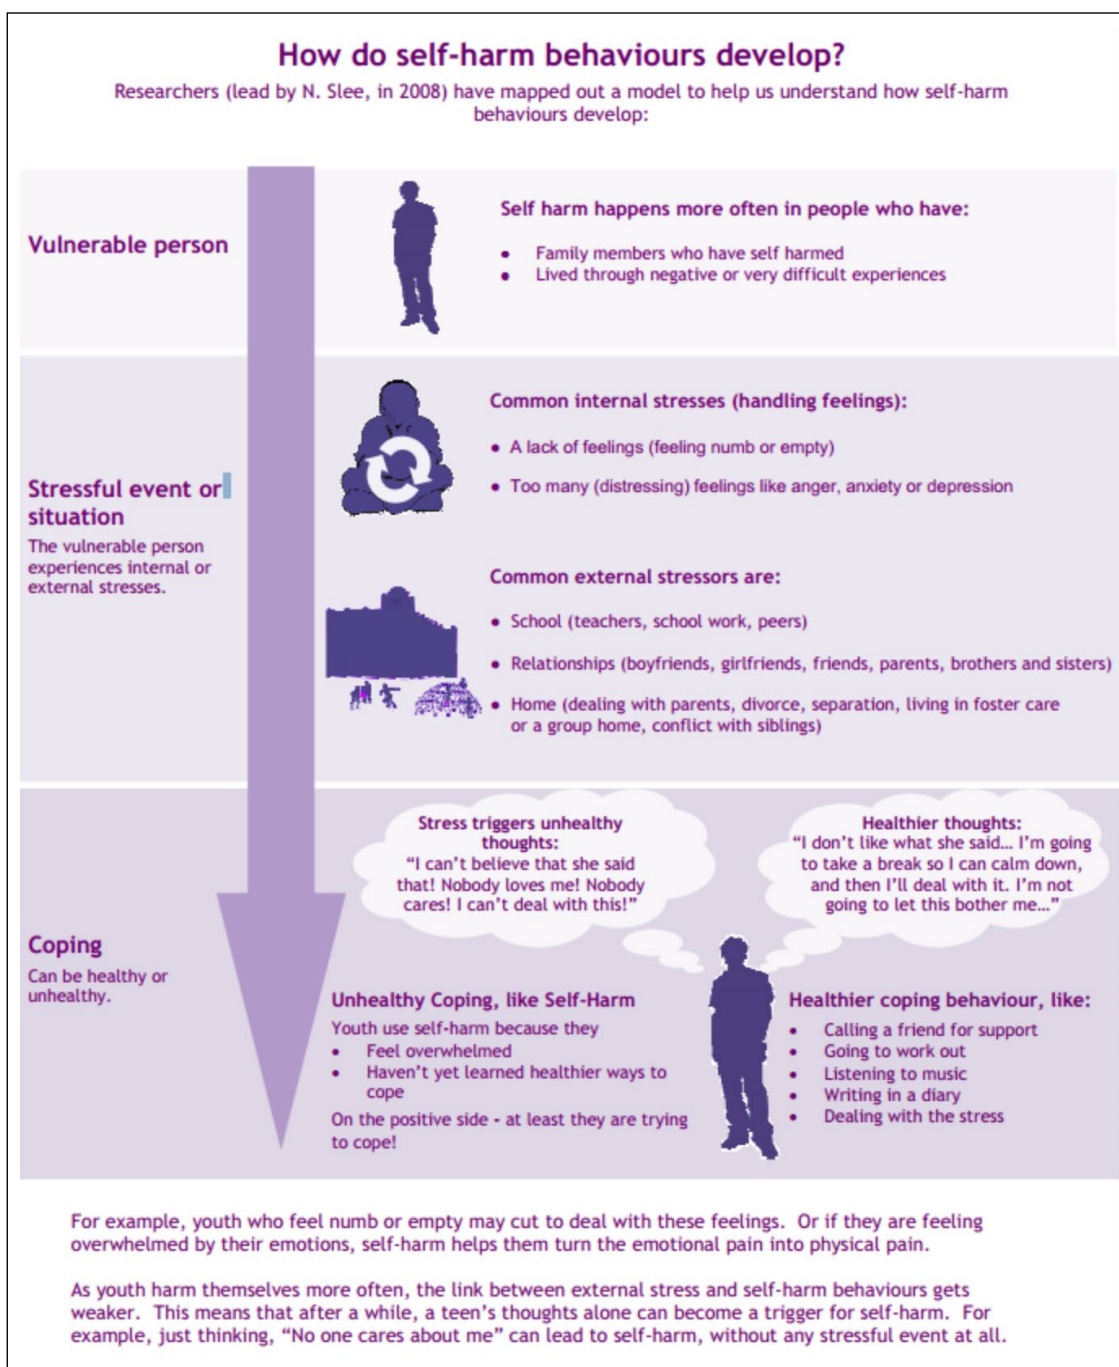 How do self-harm behaviours develop?
Researchers (lead by N. Slee, in 2008) have mapped out a model to help us understand how self-harm
behaviours develop:
Vulnerable person
Self harm happens more often in people who have:
• Family members who have self harmed
• Lived through negative or very difficult experiences
Stressful event or
situation
The vulnerable person
experiences internal or
external stresses.
Common internal stresses (handling feelings):
• A lack of feelings (feeling numb or empty)
• Too many (distressing) feelings like anger, anxiety or depression
Common external stressors are:
• School (teachers, school work, peers)
• Relationships (boyfriends, girlfriends, friends, parents, brothers and sisters)
• Home (dealing with parents, divorce, separation, living in foster care
or a group home, conflict with siblings)
Coping
Can be healthy or
unhealthy.
Stress triggers unhealthy
thoughts:
“I can’t believe that she said
that! Nobody loves me! Nobody
cares! I can’t deal with this!”
Healthier thoughts:
“I don’t like what she said... I’m going
to take a break so I can calm down,
and then I’ll deal with it. I’m not
going to let this bother me...”
Unhealthy Coping, like Self-Harm
Youth use self-harm because they
• Feel overwhelmed
• Haven’t yet learned healthier ways to
cope
On the positive side - at least they are trying
to cope!
Healthier coping behaviour, like:
• Calling a friend for support
• Going to work out
• Listening to music
• Writing in a diary
• Dealing with the stress
For example, youth who feel numb or empty may cut to deal with these feelings. Or if they are feeling
overwhelmed by their emotions, self-harm helps them turn the emotional pain into physical pain.
As youth harm themselves more often, the link between external stress and self-harm behaviours gets
weaker. This means that after a while, a teen’s thoughts alone can become a trigger for self-harm. For
example, just thinking, “No one cares about me” can lead to self-harm, without any stressful event at all.